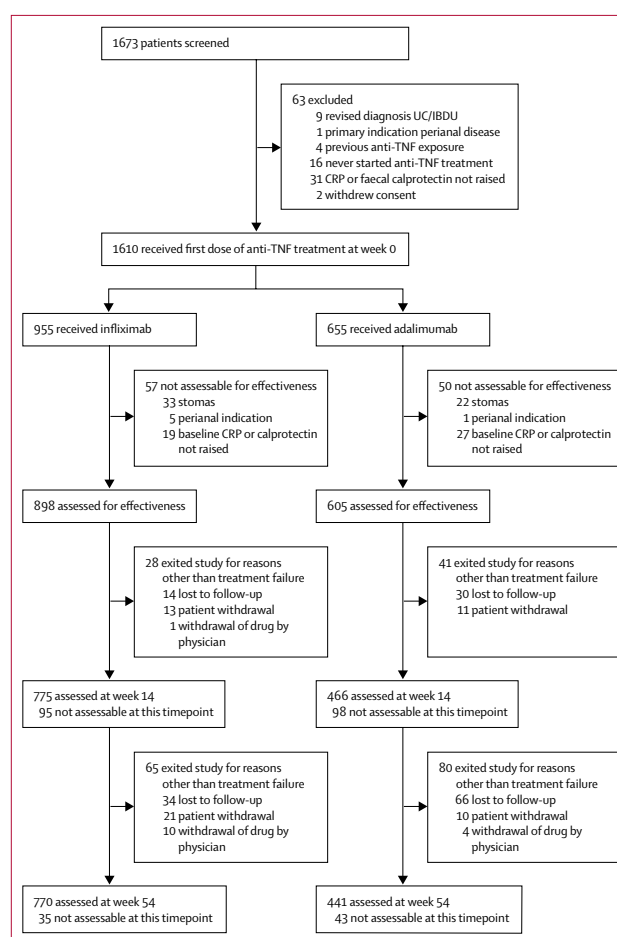 1673 patients screened
63 excluded
9 revised diagnosis UC/IBDU
1 primary indication perianal disease
4 previous anti-TNF exposure
16 never started anti-TNF treatment
31 CRP or faecal calprotectin not raised
2 withdrew consent
1610 received first dose of anti-TNF treatment at week 0
955 received infliximab
655 received adalimumab
57 not assessable for effectiveness
33 stomas
5 perianal indication
19 baseline CRP or calprotectin
not raised
50 not assessable for effectiveness
22 stomas
1 perianal indication
27 baseline CRP or calprotectin
not raised
898 assessed for effectiveness
605 assessed for effectiveness
28 exited study for reasons
other than treatment failure
14 lost to follow-up
13 patient withdrawal
1 withdrawal of drug by
physician
41 exited study for reasons
other than treatment failure
30 lost to follow-up
11 patient withdrawal
775 assessed at week 14
95 not assessable at this timepoint
466 assessed at week 14
98 not assessable at this timepoint
65 exited study for reasons
other than treatment failure
34 lost to follow-up
21 patient withdrawal
10 withdrawal of drug by
physician
80 exited study for reasons
other than treatment failure
66 lost to follow-up
10 patient withdrawal
4 withdrawal of drug by
physician
770 assessed at week 54
35 not assessable at this timepoint
441 assessed at week 54
43 not assessable at this timepoint